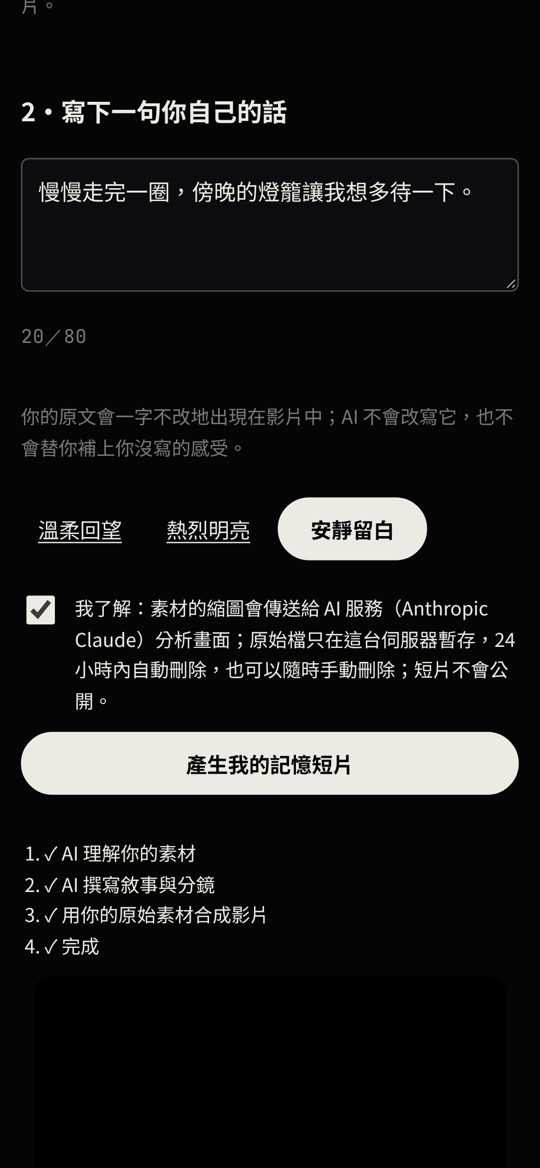 片。
2・寫下一句你自己的話
慢慢走完一圈，傍晚的燈籠讓我想多待一下。
20／80
你的原文會一字不改地出現在影片中；AI 不會改寫它，也不
會替你補上你沒寫的感受。
溫柔回望 熱烈明亮 安靜留白
我了解：素材的縮圖會傳送給 AI 服務（Anthropic
Claude）分析畫面；原始檔只在這台伺服器暫存，24
小時內自動刪除，也可以隨時手動刪除；短片不會公
開。
產生我的記憶短片
1. ✓ AI 理解你的素材
2. ✓ AI 撰寫敘事與分鏡
3. ✓ 用你的原始素材合成影片
4. ✓ 完成